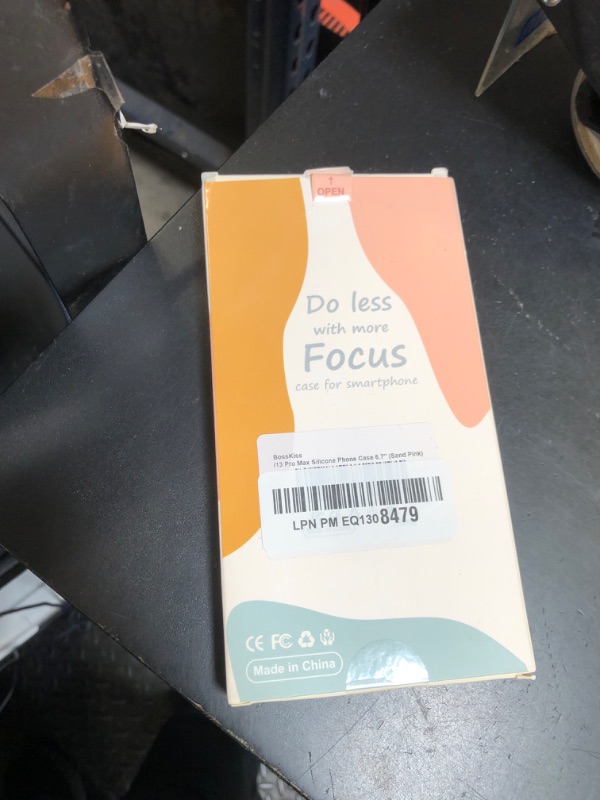 OPEN
Do less
with more
Focus
case for smartphone
BossKiss
i13 Pro Max Silicone Phone Case 6.7" (Sand Pink)
LPN PM EQ1308479
CE FC
Made in China